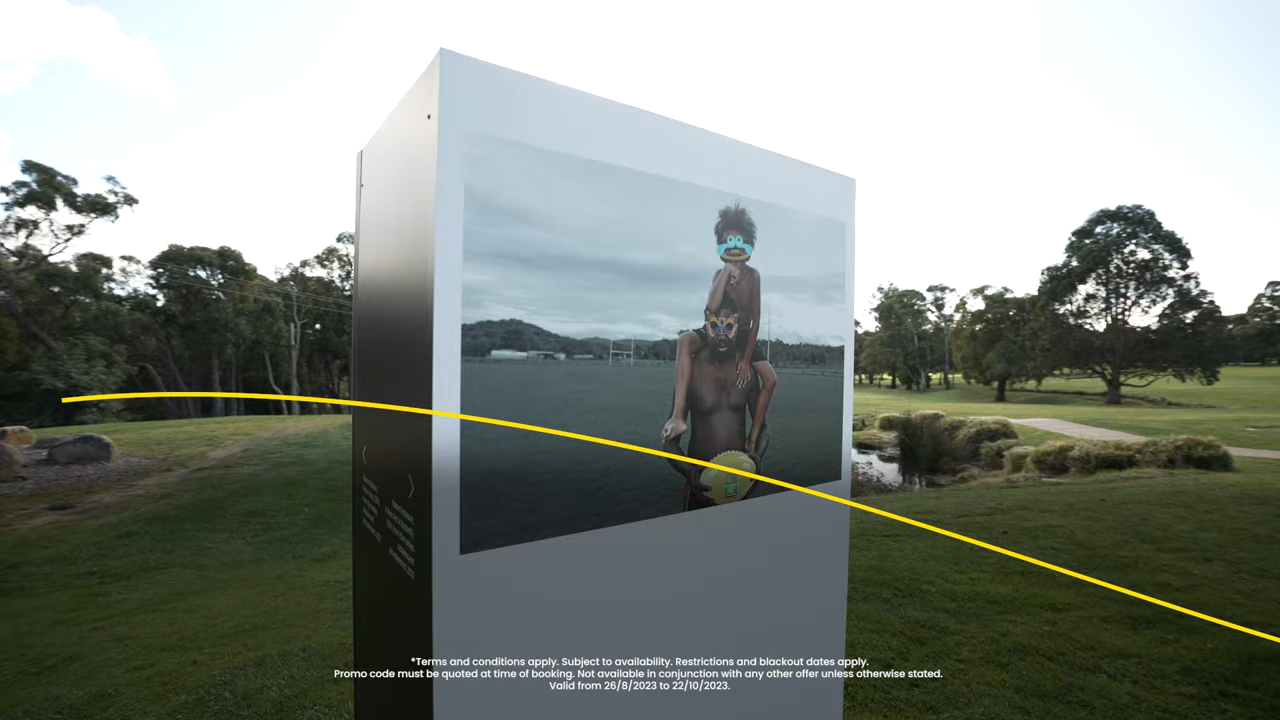 *Terms and conditions apply. Subject to availability. Restrictions and blackout dates apply.
Promo code must be quoted at time of booking. Not available in conjunction with any other offer unless otherwise stated.
Valid from 26/8/2023 to 22/10/2023.